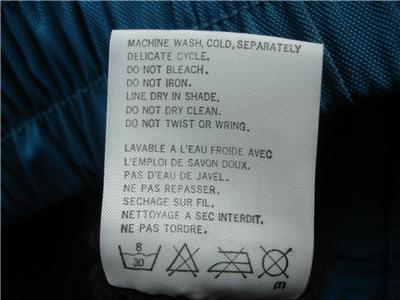 MACHINE WASH, COLD, SEPARATELY
DELICATE CYCLE.
DO NOT BLEACH.
DO NOT IRON.
LINE DRY IN SHADE.
DO NOT DRY CLEAN.
DO NOT TWIST OR WRING.
LAVABLE A L'EAU FROIDE AVEC
L'EMPLOI DE SAVON DOUX.
PAS D'EAU DE JAVEL.
NE PAS REPASSER.
SECHAGE SUR FIL.
NETTOYAGE A SEC INTERDIT.
NE PAS TORDRE.
8
30
E